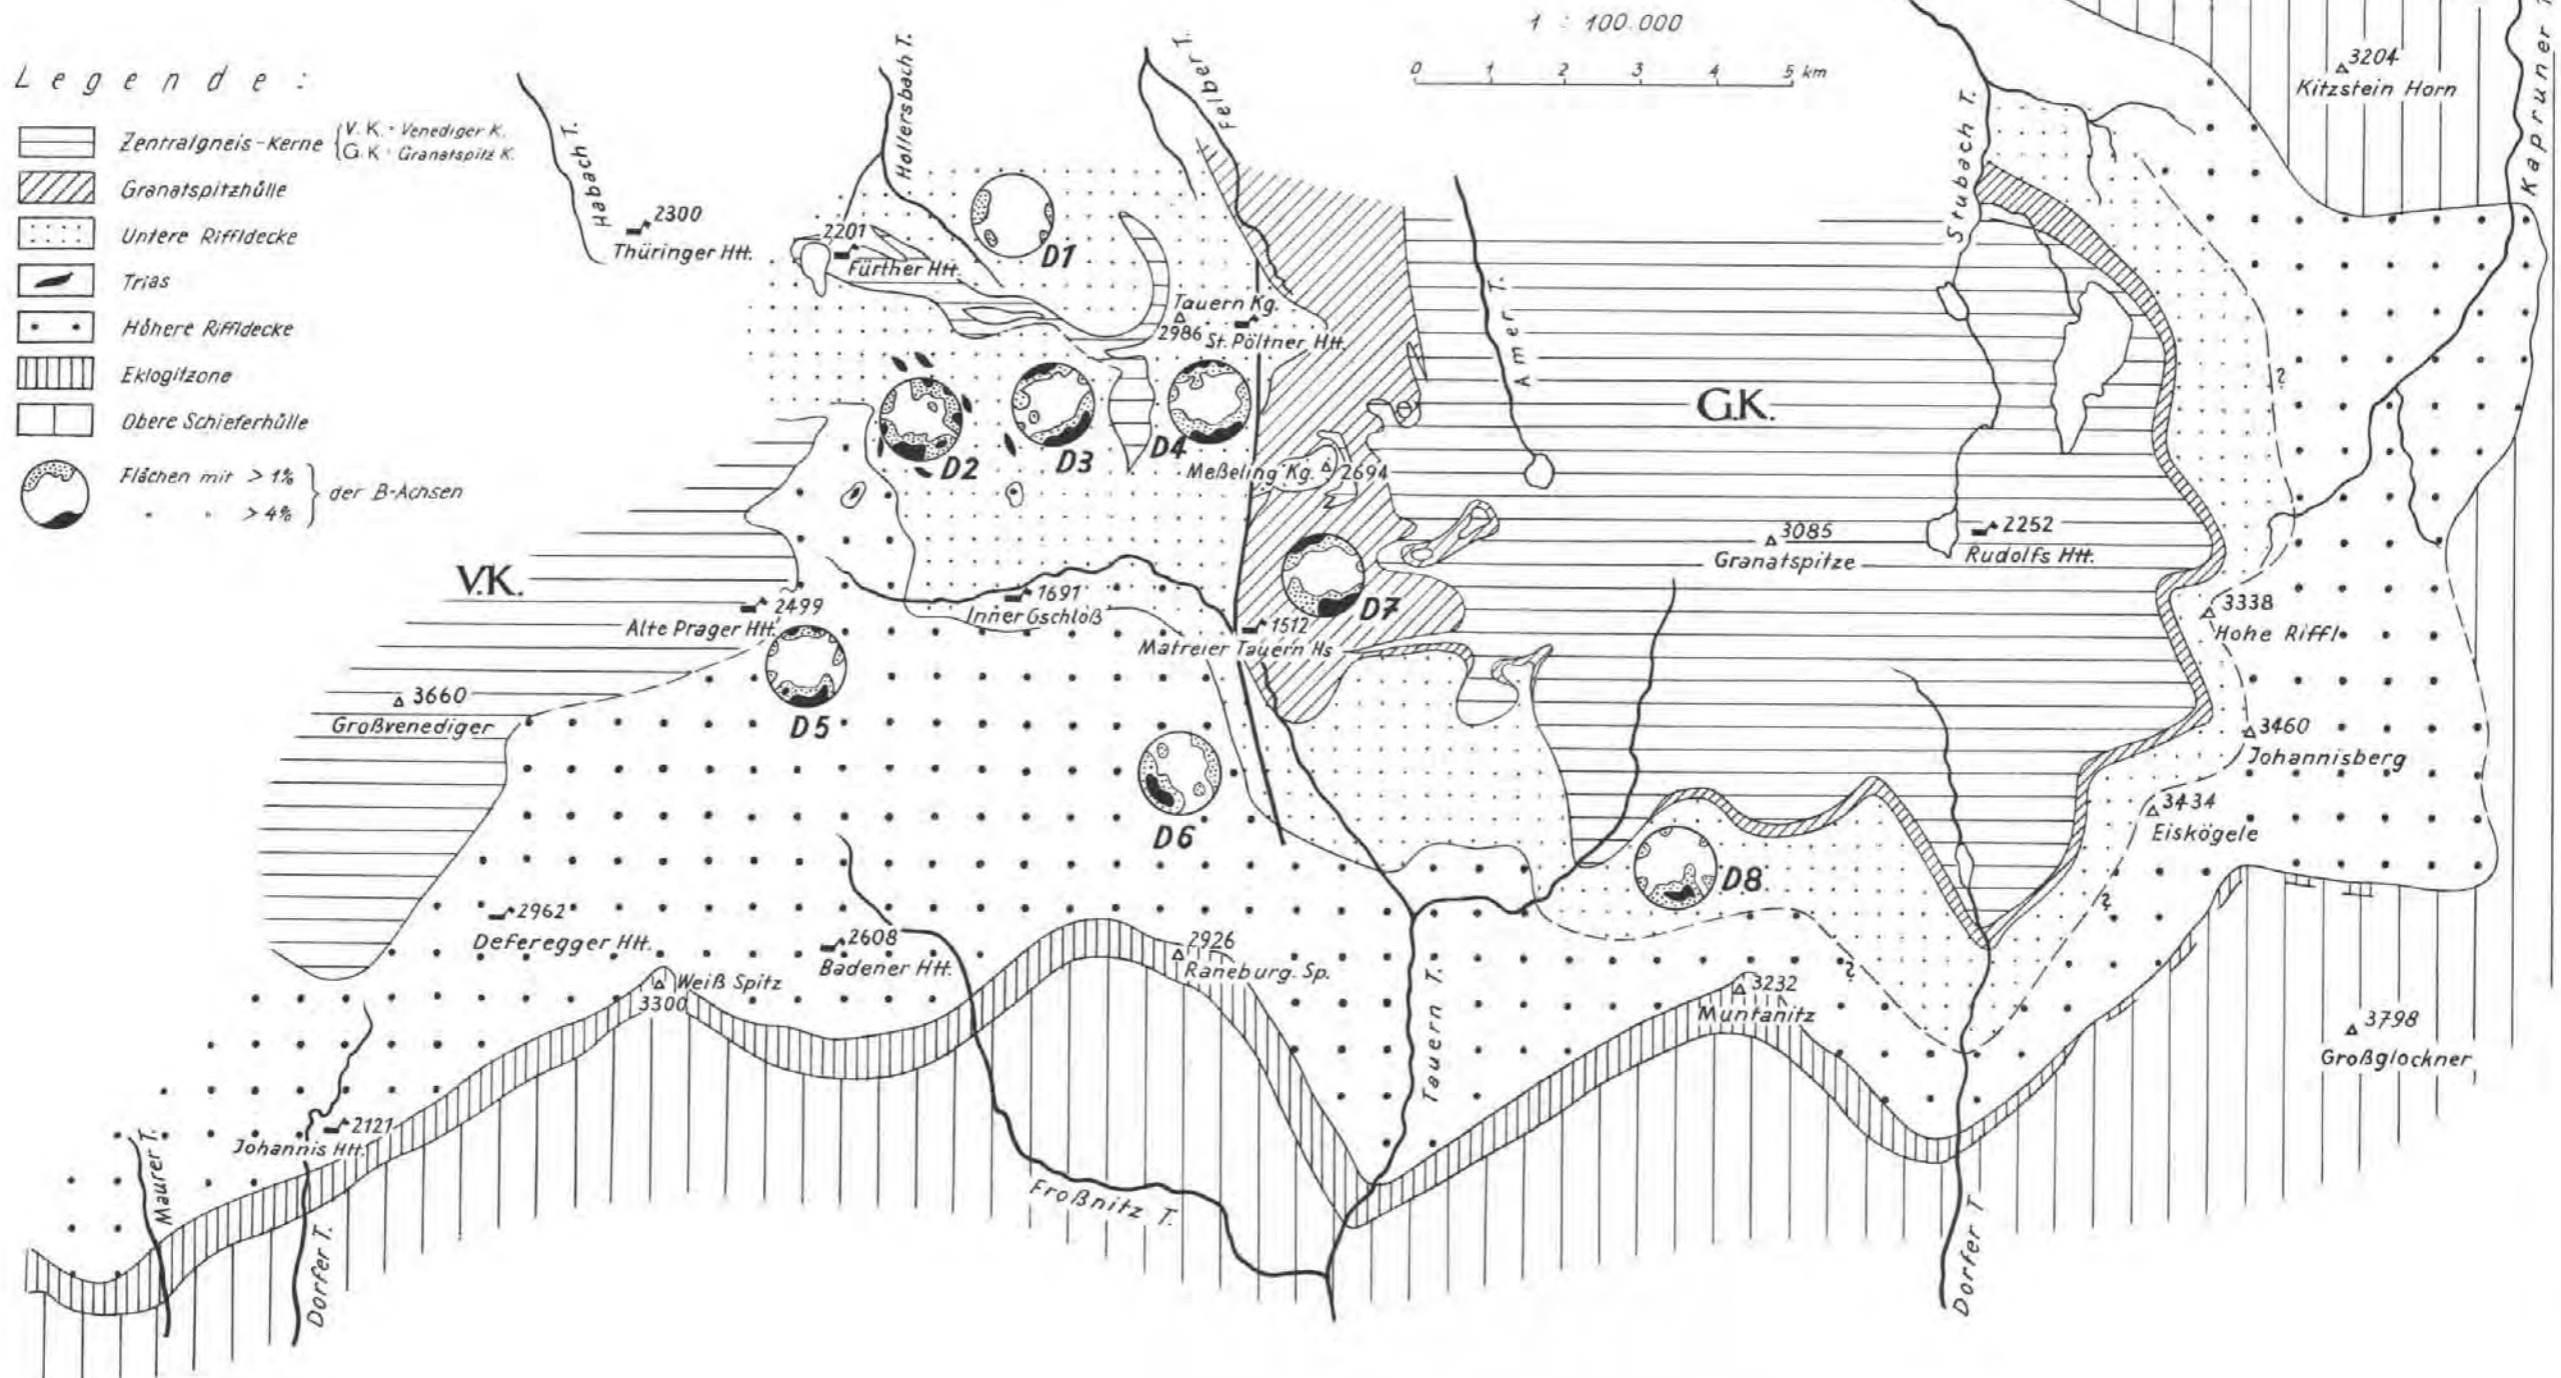 1 : 100.000
0 1 2 3 4 5 km
Legende:
Zentralgneis-Kerne
V. K. = Venediger K.
G. K = Granatspitz K.
Granatspitzhülle
Untere Riffldecke
Trias
Höhere Riffldecke
Eklogitzone
Obere Schieferhülle
Flächen mit > 1%
" " > 4%
der B-Achsen
Habach T.
Hollersbach T.
Felber T.
Stubach T.
Kapruner T
3204
Kitzstein Horn
2300
Thüringer Htt.
2201
Fürther Htt.
D1
Tauern Kg.
2986
St. Pöltner Htt.
Amer T.
G.K.
?
D2
D3
D4
Meßeling Kg.
2694
V.K.
3085
Granatspitze
2252
Rudolfs Htt.
2499
Alte Prager Htt.
1691
Inner Gschlöß
D7
1512
Matreier Tauern Hs
3338
Hohe Riffl
3660
Großvenediger
D5
3460
Johannisberg
D6
3434
Eiskögele
D8
?
2962
Deferegger Htt.
2608
Badener Htt.
2926
Raneburg. Sp.
?
Weiß Spitz
3300
3232
Muntanitz
3798
Großglockner
Tauern T.
2121
Johannis Htt.
Maurer T.
Dorfer T.
Froßnitz T.
Dorfer T